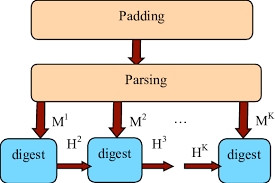 Padding
Parsing
M¹ M² … Mᴷ
H² H³ Hᴷ
digest digest digest